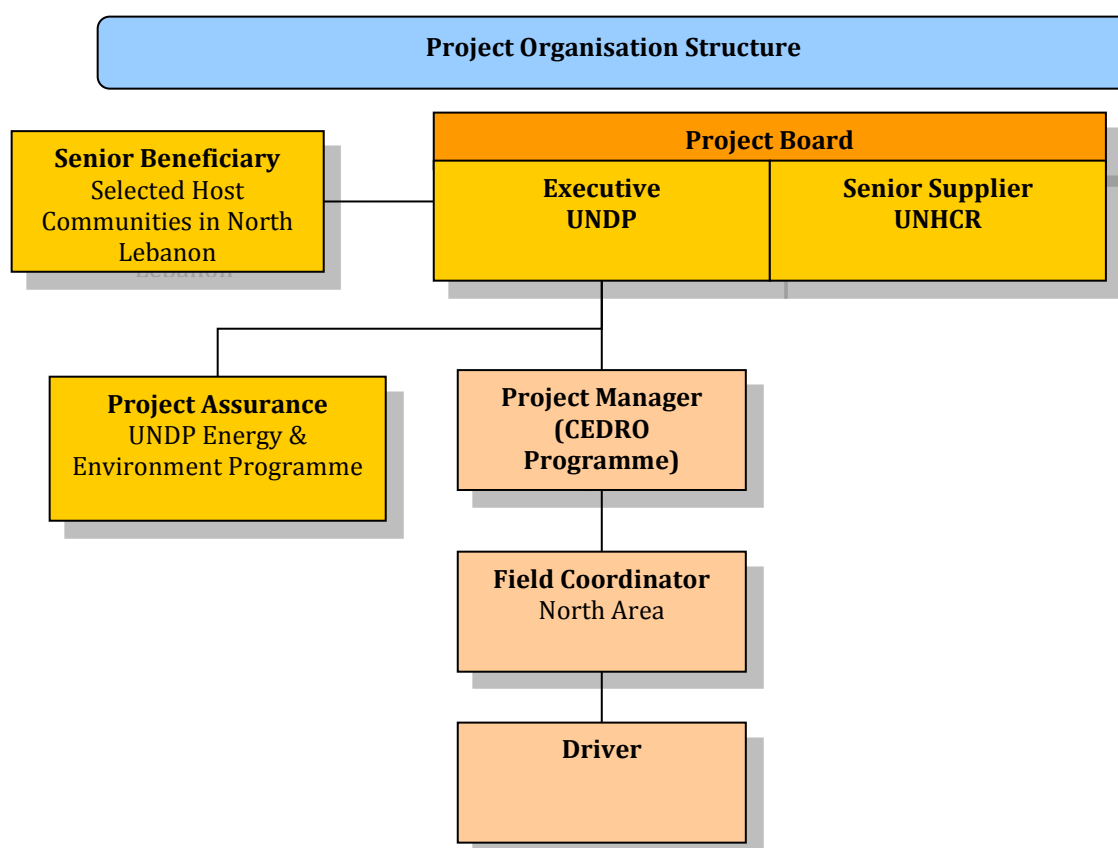 Project Organisation Structure
Senior Beneficiary
Selected Host
Communities in North
Lebanon
Project Board
Executive
UNDP
Senior Supplier
UNHCR
Project Assurance
UNDP Energy &
Environment Programme
Project Manager
(CEDRO
Programme)
Field Coordinator
North Area
Driver